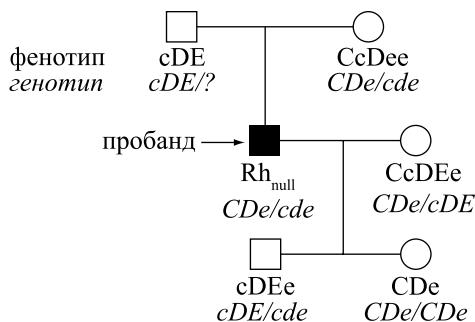 cDE CcDee
фенотип
генотип cDE/? CDe/cde
пробанд
Rhnull CcDEe
CDe/cde CDe/cDE
cDEe CDe
cDE/cde CDe/CDe